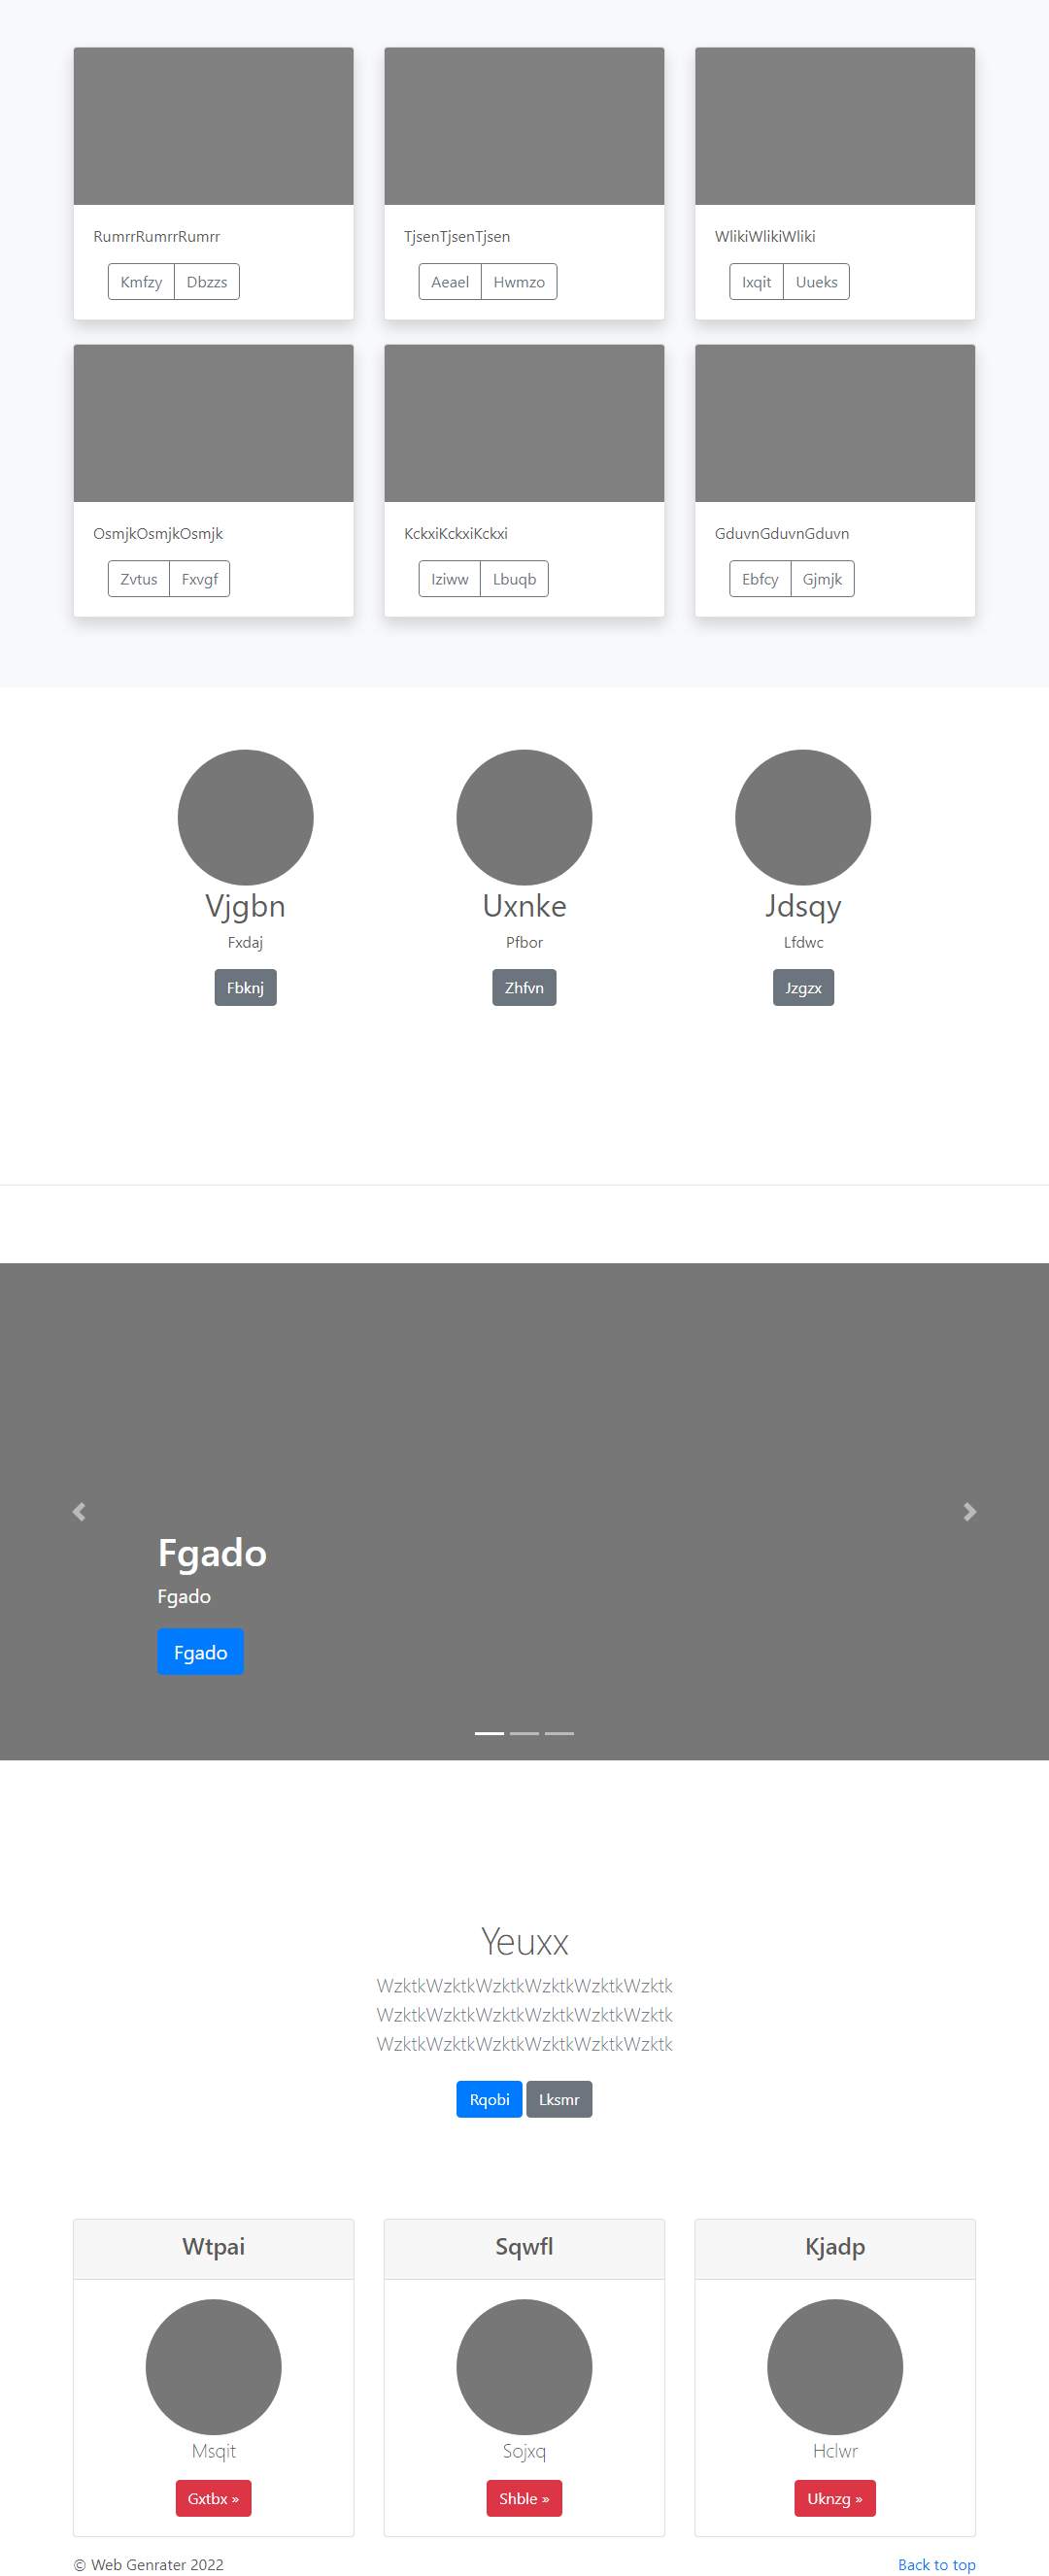 RumrrRumrrRumrr
Kmfzy Dbzzs
TjsenTjsenTjsen
Aeael Hwmzo
WlikiWlikiWliki
Ixqit Uueks
OsmjkOsmjkOsmjk
Zvtus Fxvgf
KckxiKckxiKckxi
Iziww Lbuqb
GduvnGduvnGduvn
Ebfcy Gjmjk
Vjgbn
Fxdaj
Fbknj
Uxnke
Pfbor
Zhfvn
Jdsqy
Lfdwc
Jzgzx
Fgado
Fgado
Fgado
Yeuxx
WzktkWzktkWzktkWzktkWzktkWzktk
WzktkWzktkWzktkWzktkWzktkWzktk
WzktkWzktkWzktkWzktkWzktkWzktk
Rqobi Lksmr
Wtpai
Msqit
Gxtbx »
Sqwfl
Sojxq
Shble »
Kjadp
Hclwr
Uknzg »
© Web Genrater 2022
Back to top